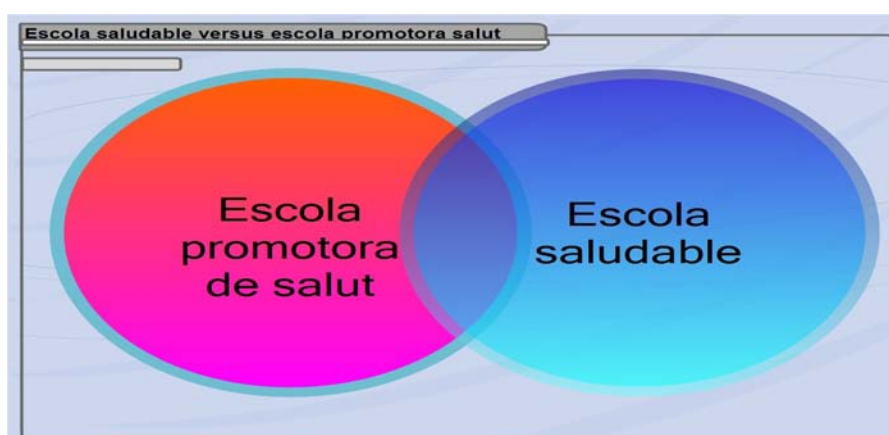 Escola saludable versus escola promotora salut
Escola
promotora
de salut
Escola
saludable